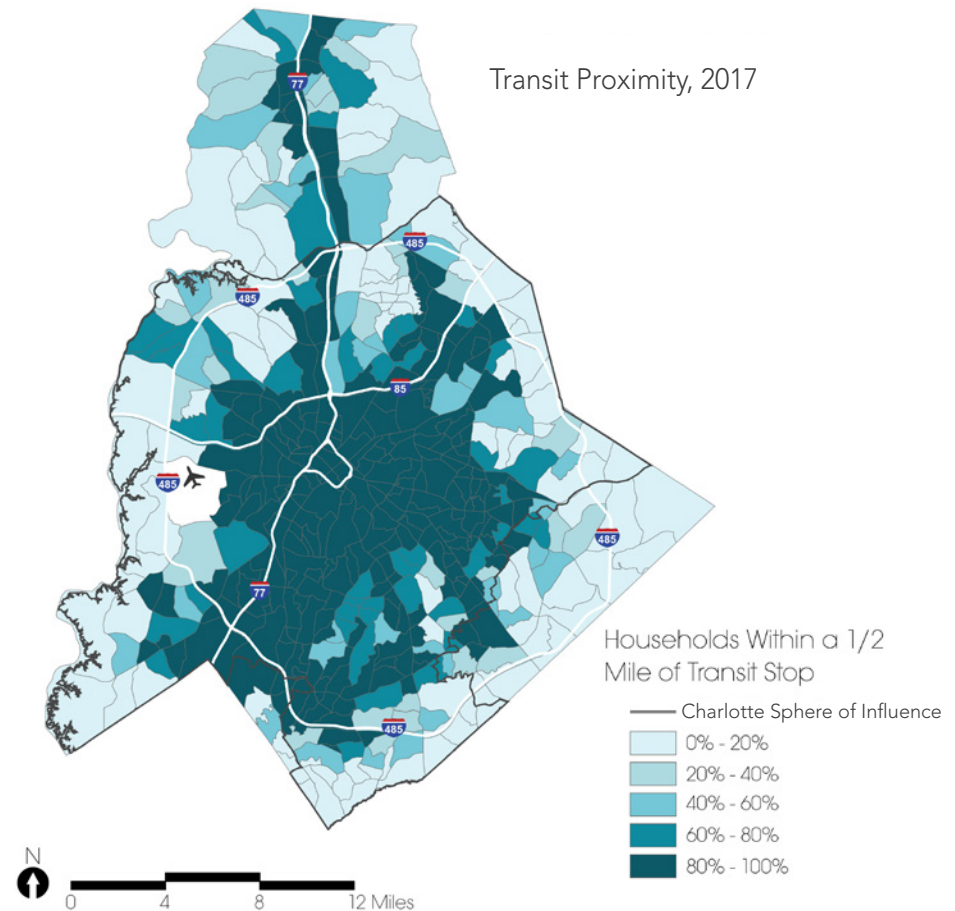 Transit Proximity, 2017
77
485
485
85
485
485
77
485
Households Within a 1/2
Mile of Transit Stop
Charlotte Sphere of Influence
0% - 20%
20% - 40%
40% - 60%
60% - 80%
80% - 100%
N
0 4 8 12 Miles